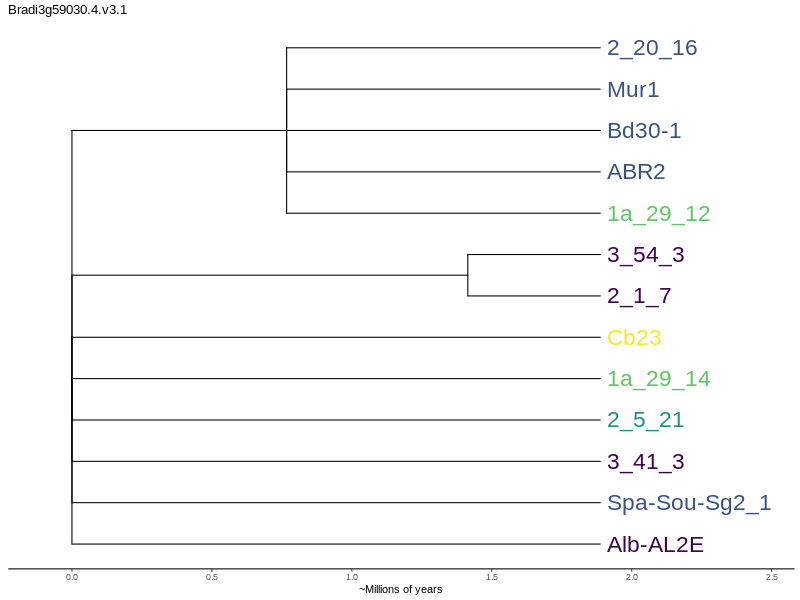 Bradi3g59030.4.v3.1
2_20_16
Mur1
Bd30-1
ABR2
1a_29_12
3_54_3
2_1_7
Cb23
1a_29_14
2_5_21
3_41_3
Spa-Sou-Sg2_1
Alb-AL2E
0.0 0.5 1.0 1.5 2.0 2.5
~Millions of years